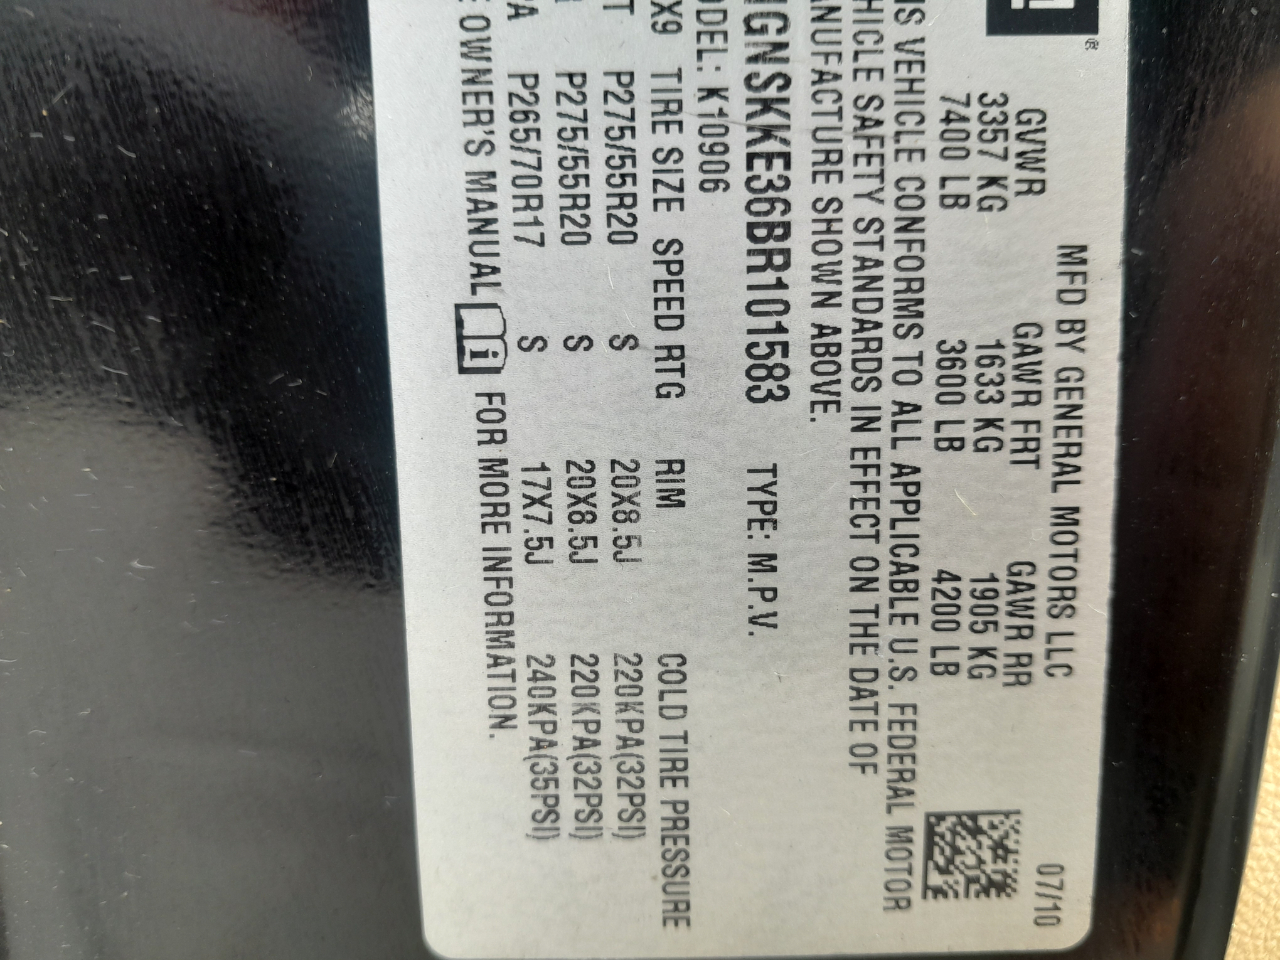 MFD BY GENERAL MOTORS LLC 07/10
GVWR GAWR FRT GAWR RR
3357 KG 1633 KG 1905 KG
7400 LB 3600 LB 4200 LB
IS VEHICLE CONFORMS TO ALL APPLICABLE U.S. FEDERAL MOTOR
HICLE SAFETY STANDARDS IN EFFECT ON THE DATE OF
ANUFACTURE SHOWN ABOVE.
GNSKKE36BR101583 TYPE: M.P.V.
ODEL: K10906
X9 TIRE SIZE SPEED RTG RIM COLD TIRE PRESSURE
T P275/55R20 S 20X8.5J 220KPA(32PSI)
P275/55R20 S 20X8.5J 220KPA(32PSI)
PA P265/70R17 S 17X7.5J 240KPA(35PSI)
E OWNER'S MANUAL i FOR MORE INFORMATION.